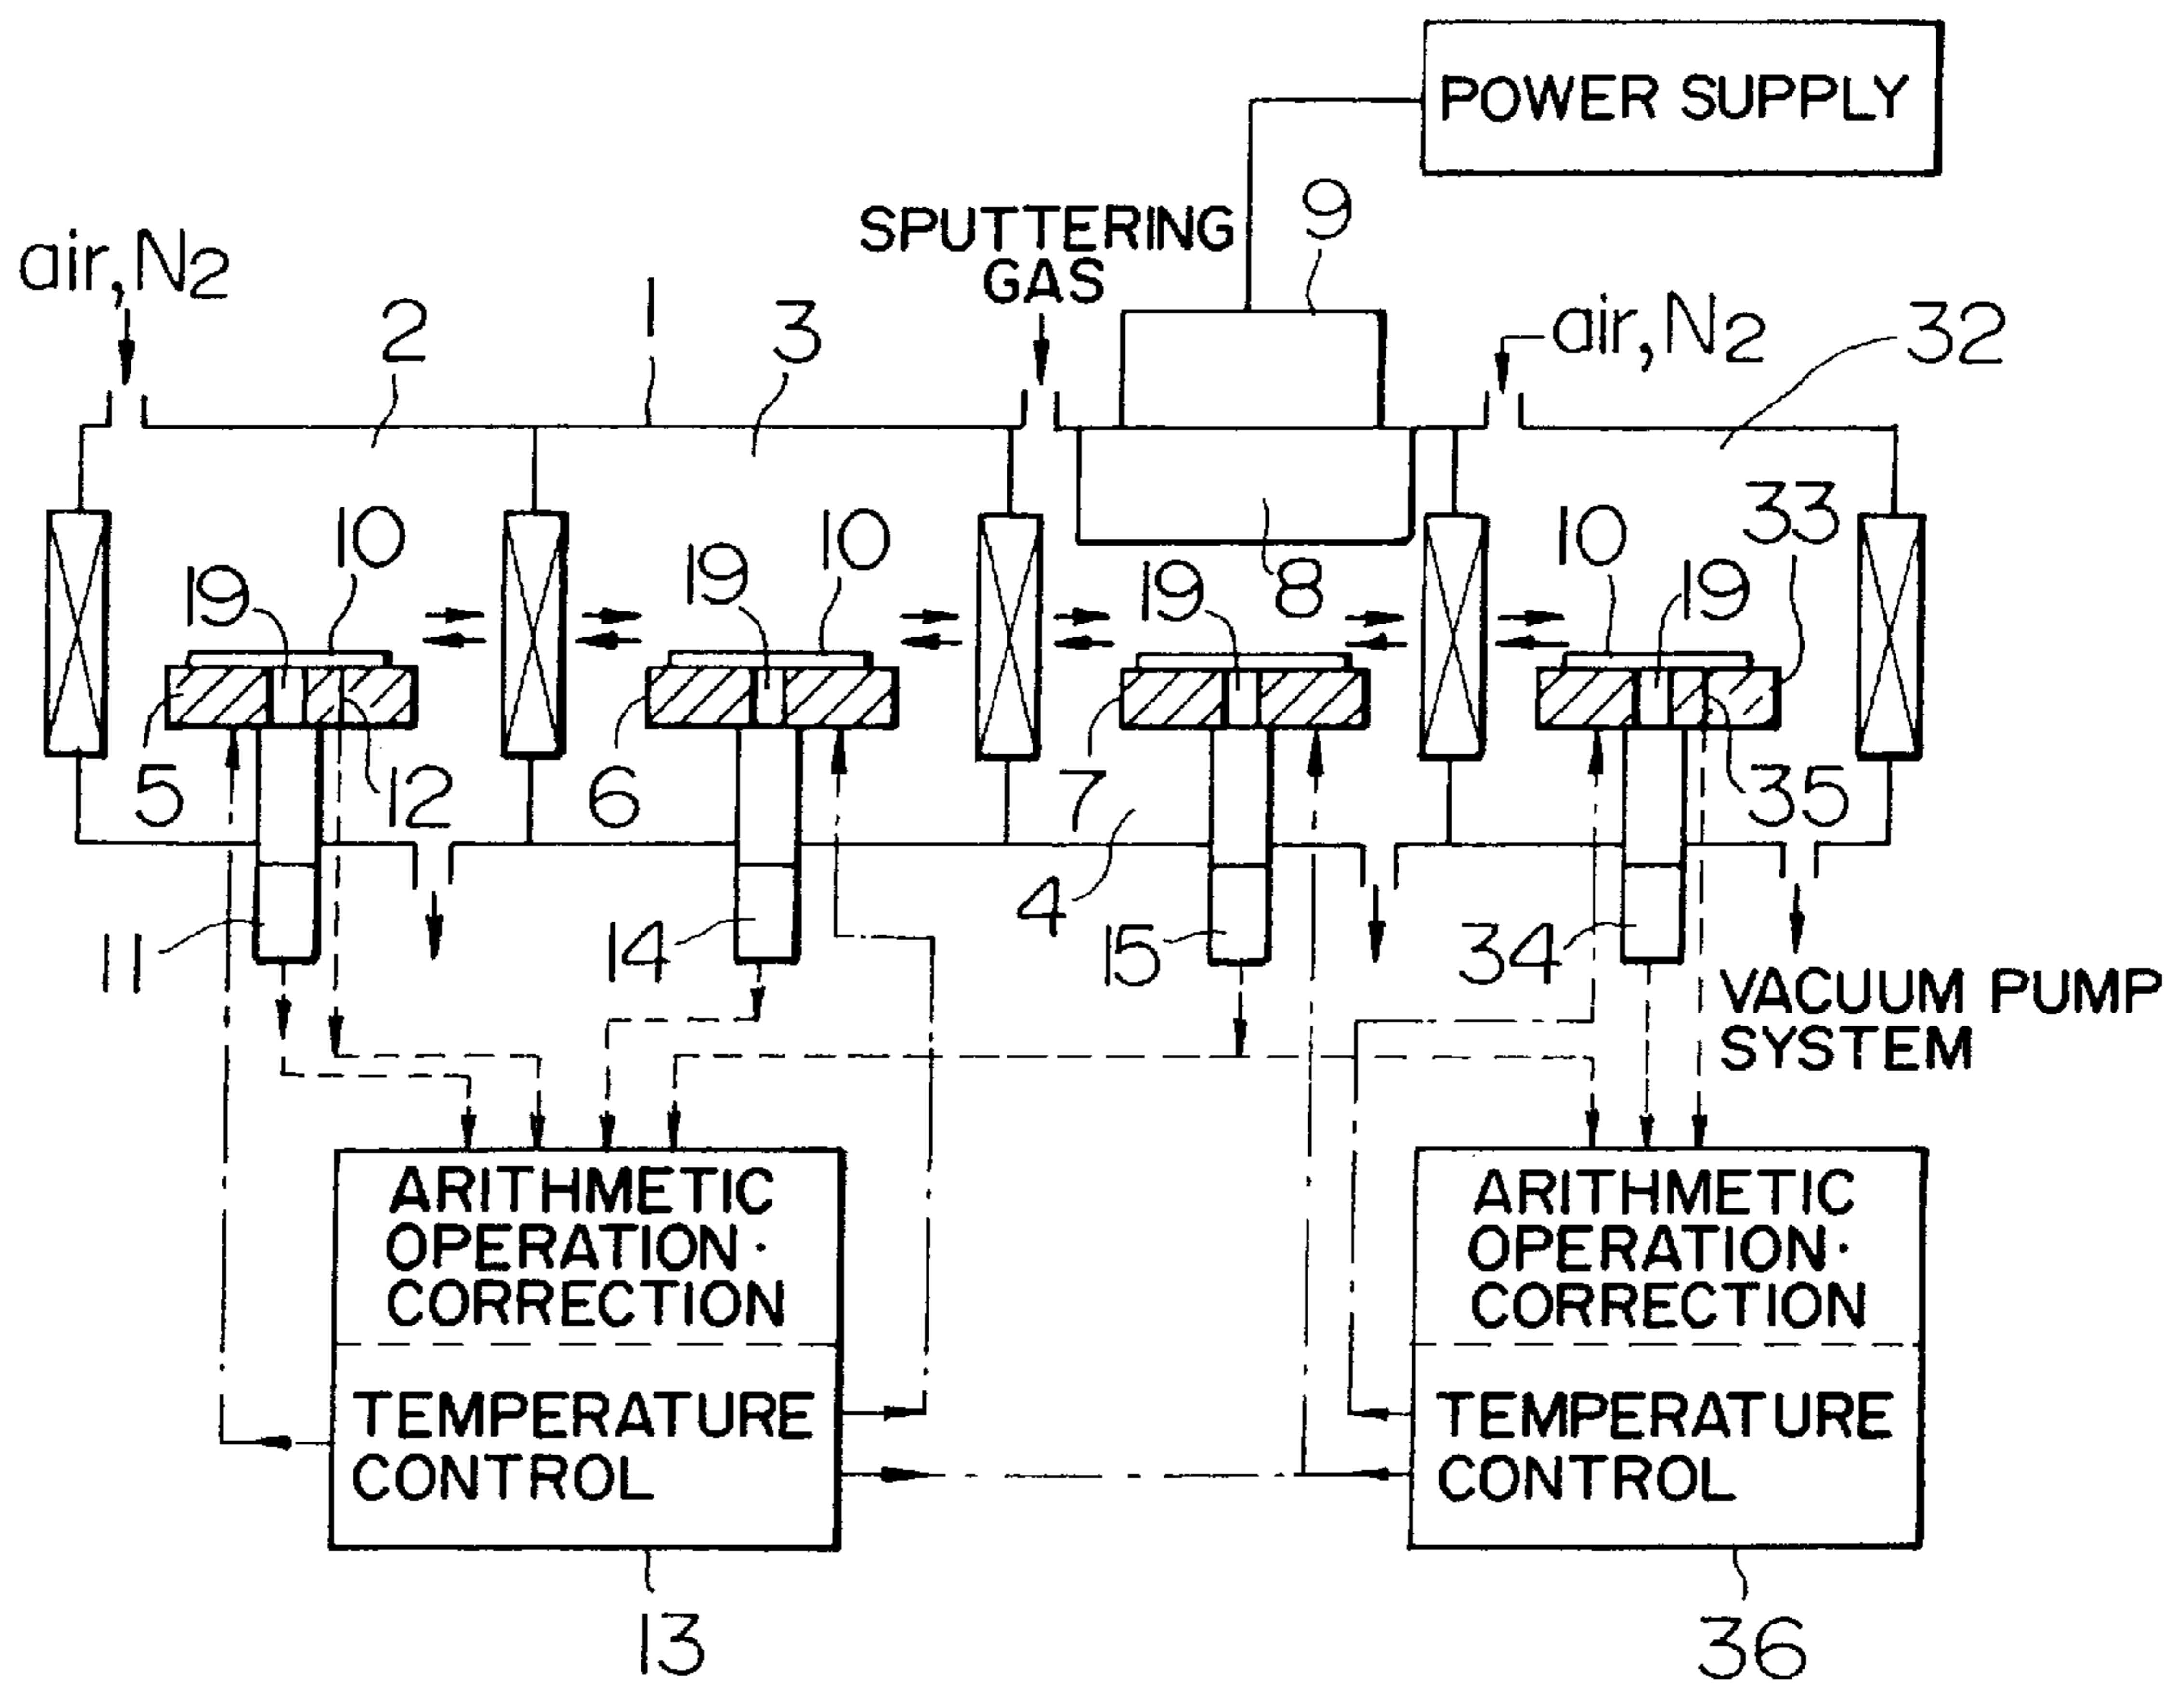 POWER SUPPLY
9
SPUTTERING
GAS
air,N2
1
2
3
air,N2
32
10
10
10
33
19
19
19
8
19
5
12
6
7
35
4
11
14
15
34
VACUUM PUMP
SYSTEM
ARITHMETIC
OPERATION·
CORRECTION
TEMPERATURE
CONTROL
ARITHMETIC
OPERATION·
CORRECTION
TEMPERATURE
CONTROL
13
36